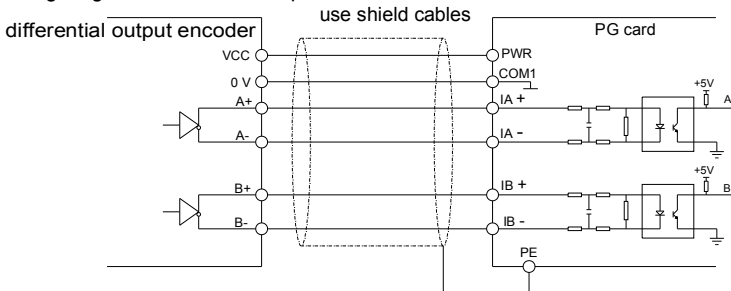 use shield cables
differential output encoder
PG card
VCC
PWR
0 V
COM1
+5V
A+
IA +
A
A-
IA -
+5V
B+
IB +
B
B-
IB -
PE